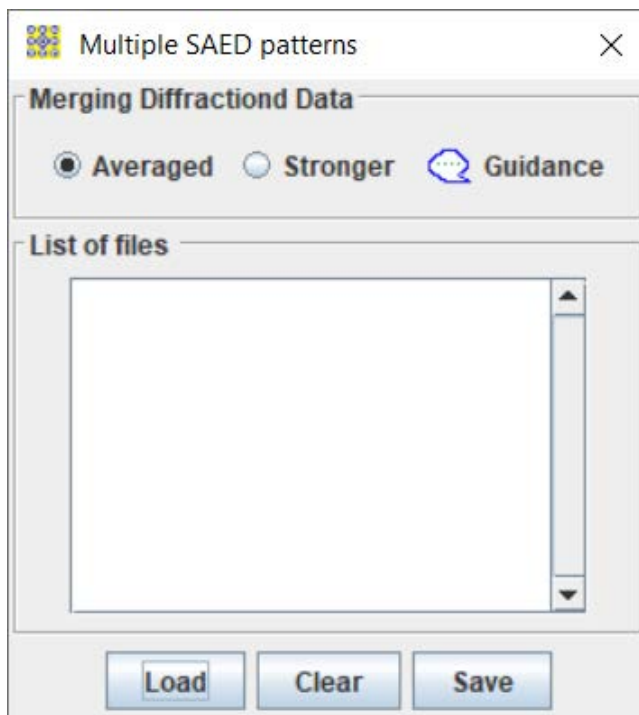 Multiple SAED patterns
Merging Diffractiond Data
Averaged Stronger Guidance
List of files
Load Clear Save